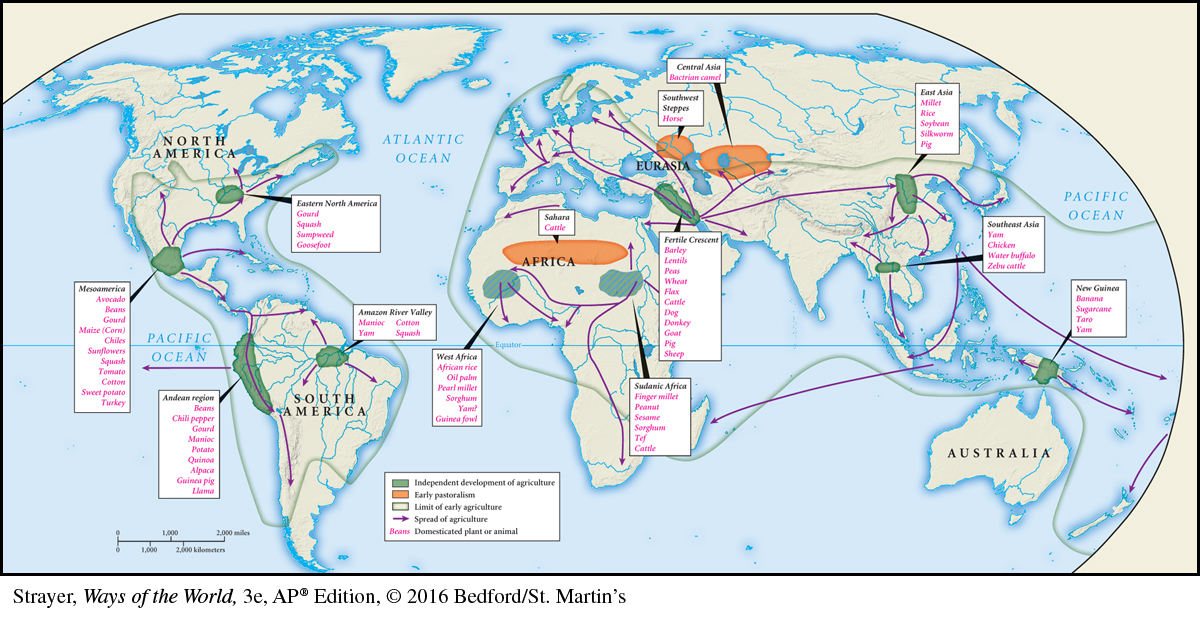 NORTH
AMERICA
ATLANTIC
OCEAN
Central Asia
Bactrian camel
Southwest
Steppes
Horse
EURASIA
East Asia
Millet
Rice
Soybean
Silkworm
Pig
PACIFIC
OCEAN
Eastern North America
Gourd
Squash
Sumpweed
Goosefoot
Sahara
Cattle
AFRICA
Fertile Crescent
Barley
Lentils
Peas
Wheat
Flax
Cattle
Dog
Donkey
Goat
Pig
Sheep
Southeast Asia
Yam
Chicken
Water buffalo
Zebu cattle
Mesoamerica
Avocado
Beans
Gourd
Maize (Corn)
Chiles
Sunflowers
Squash
Tomato
Cotton
Sweet potato
Turkey
PACIFIC
OCEAN
Amazon River Valley
Manioc Cotton
Yam Squash
New Guinea
Banana
Sugarcane
Taro
Yam
Equator
West Africa
African rice
Oil palm
Pearl millet
Sorghum
Yam?
Guinea fowl
Sudanic Africa
Finger millet
Peanut
Sesame
Sorghum
Tef
Cattle
Andean region
Beans
Chili pepper
Gourd
Manioc
Potato
Quinoa
Alpaca
Guinea pig
Llama
SOUTH
AMERICA
AUSTRALIA
Independent development of agriculture
Early pastoralism
Limit of early agriculture
Spread of agriculture
Beans Domesticated plant or animal
0 1,000 2,000 miles
0 1,000 2,000 kilometers
Strayer, Ways of the World, 3e, AP® Edition, © 2016 Bedford/St. Martin's